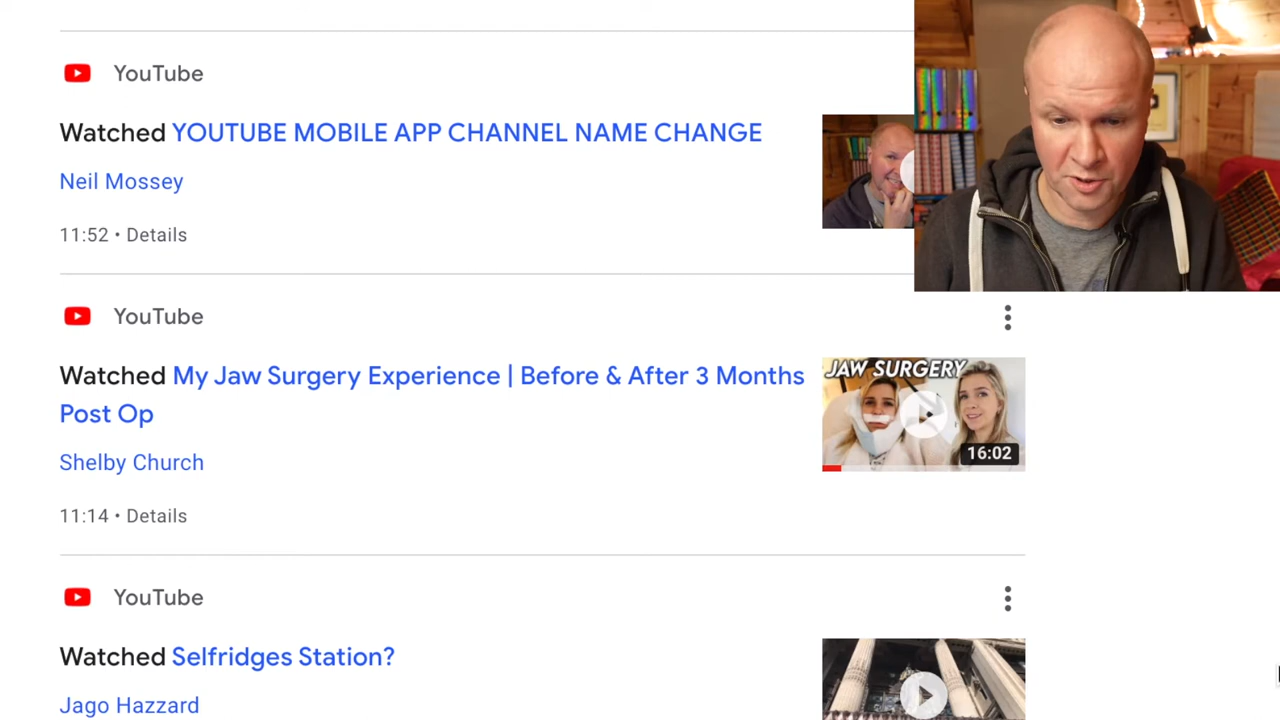 YouTube
Watched YOUTUBE MOBILE APP CHANNEL NAME CHANGE
Neil Mossey
11:52 • Details
YouTube
Watched My Jaw Surgery Experience | Before & After 3 Months
Post Op
Shelby Church
11:14 • Details
JAW SURGERY
16:02
YouTube
Watched Selfridges Station?
Jago Hazzard